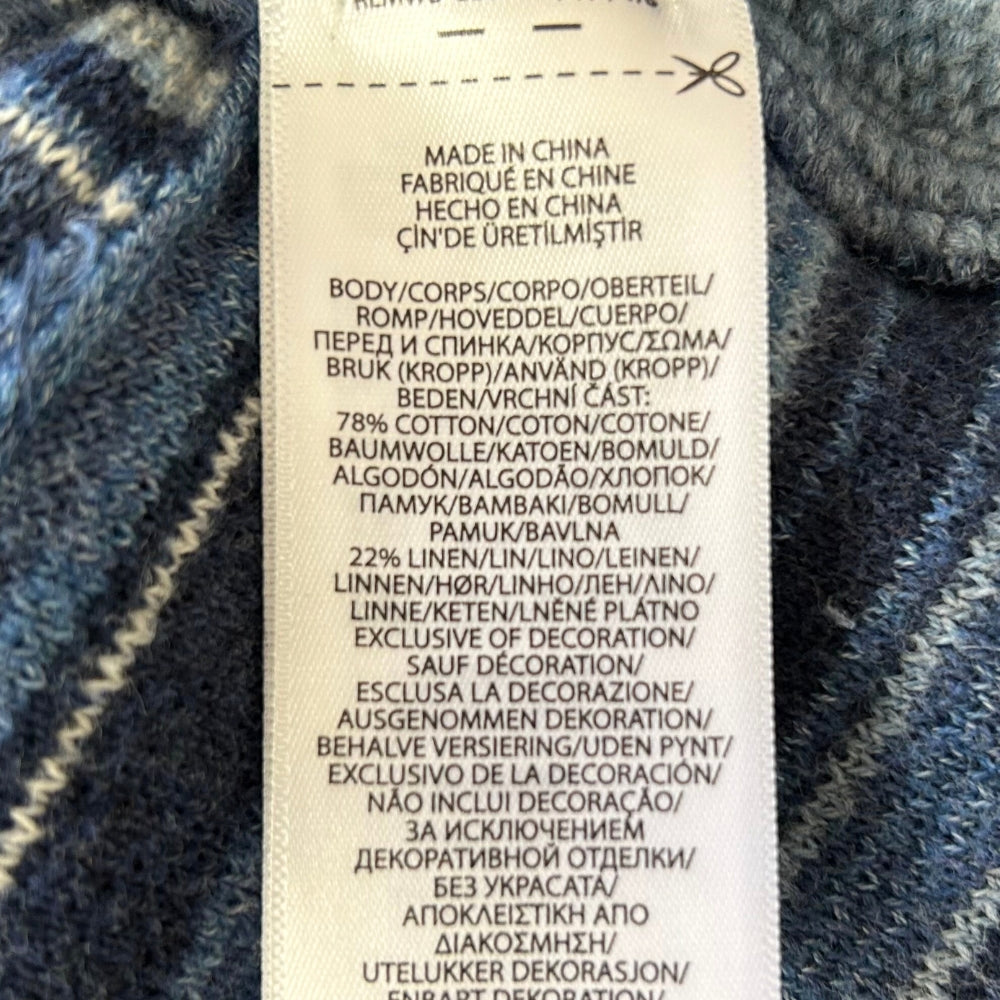 MADE IN CHINA
FABRIQUÉ EN CHINE
HECHO EN CHINA
ÇİN'DE ÜRETİLMİŞTİR
BODY/CORPS/CORPO/OBERTEIL/
ROMP/HOVEDDEL/CUERPO/
ПЕРЕД И СПИНКА/КОРПУС/ΣΩΜΑ/
BRUK (KROPP)/ANVÄND (KROPP)/
BEDEN/VRCHNÍ ČÁST:
78% COTTON/COTON/COTONE/
BAUMWOLLE/KATOEN/BOMULD/
ALGODÓN/ALGODÃO/ХЛОПОК/
ПАМУК/BAMBAKI/BOMULL/
PAMUK/BAVLNA
22% LINEN/LIN/LINO/LEINEN/
LINNEN/HØR/LINHO/ЛЕН/ΛΙΝΟ/
LINNE/KETEN/LNĚNÉ PLÁTNO
EXCLUSIVE OF DECORATION/
SAUF DÉCORATION/
ESCLUSA LA DECORAZIONE/
AUSGENOMMEN DEKORATION/
BEHALVE VERSIERING/UDEN PYNT/
EXCLUSIVO DE LA DECORACIÓN/
NÃO INCLUI DECORAÇÃO/
ЗА ИСКЛЮЧЕНИЕМ
ДЕКОРАТИВНОЙ ОТДЕЛКИ/
БЕЗ УКРАСАТА/
ΑΠΟΚΛΕΙΣΤΙΚΗ ΑΠΟ
ΔΙΑΚΟΣΜΗΣΗ/
UTELUKKER DEKORASJON/
ENBART DEKORATION/